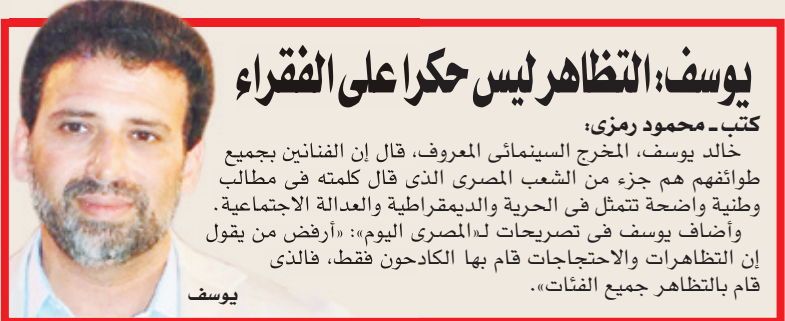 يوسف: التظاهر ليس حكرا على الفقراء
كتب ـ محمود رمزى:
خالد يوسف، المخرج السينمائى المعروف، قال إن الفنانين بجميع
طوائفهم هم جزء من الشعب المصرى الذى قال كلمته فى مطالب
وطنية واضحة تتمثل فى الحرية والديمقراطية والعدالة الاجتماعية.
وأضاف يوسف فى تصريحات لـ«المصرى اليوم»: «أرفض من يقول
إن التظاهرات والاحتجاجات قام بها الكادحون فقط، فالذى
قام بالتظاهر جميع الفئات».
يوسف